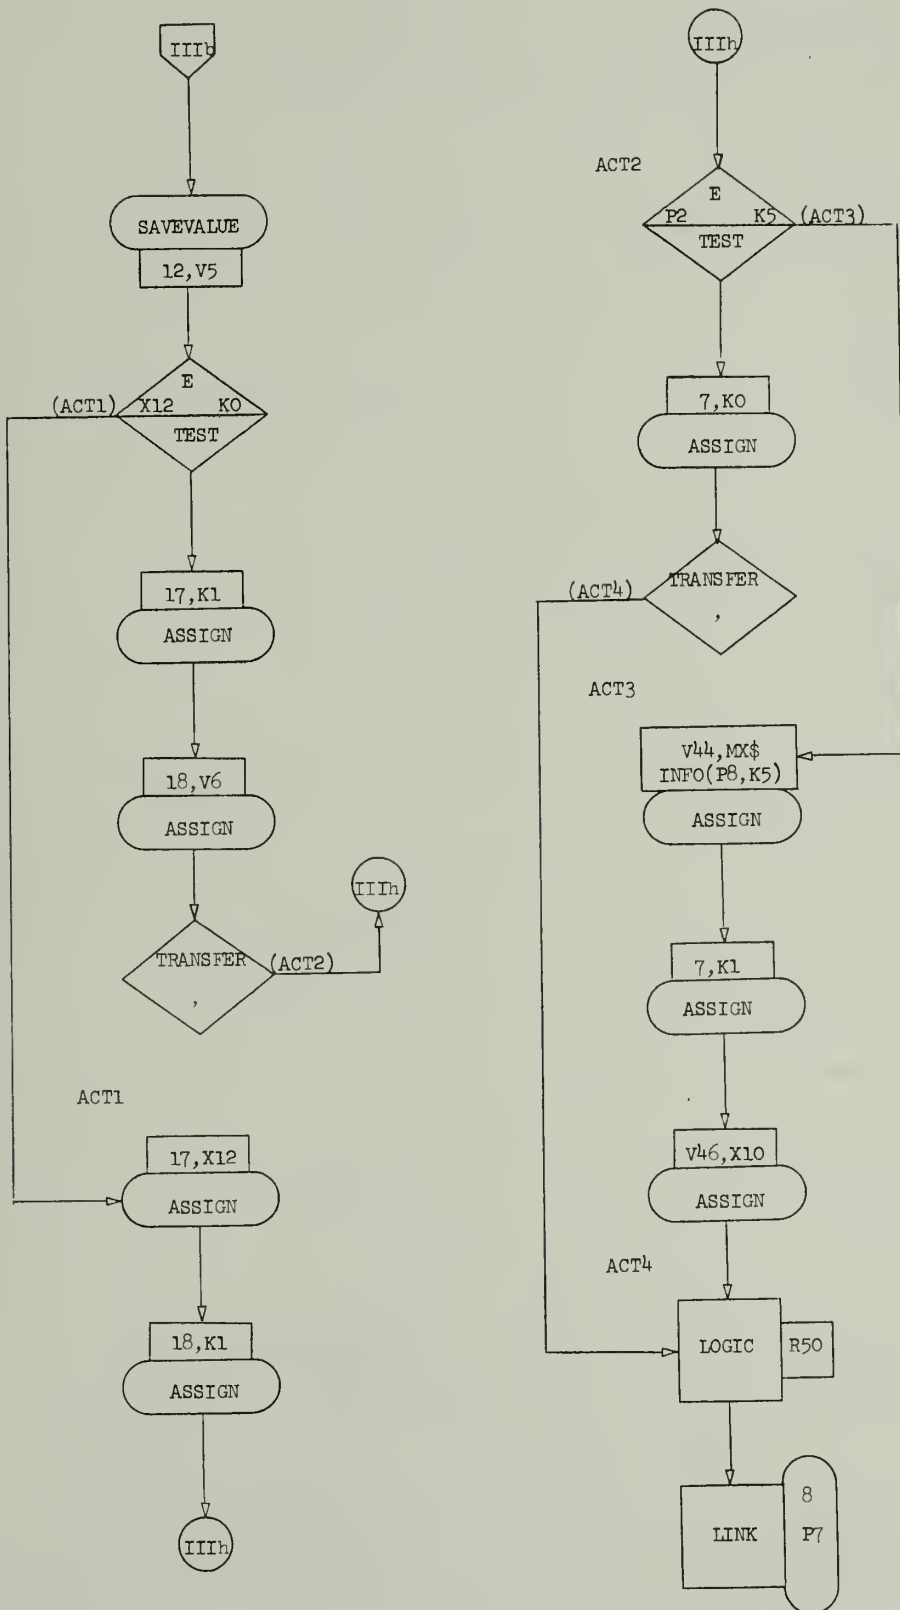 IIIb
SAVEVALUE
12,V5
(ACT1)
E
X12 K0
TEST
17,K1
ASSIGN
18,V6
ASSIGN
IIIh
TRANSFER
,
(ACT2)
ACT1
17,X12
ASSIGN
18,K1
ASSIGN
IIIh
IIIh
ACT2
E
P2 K5
(ACT3)
TEST
7,K0
ASSIGN
TRANSFER
,
(ACT4)
ACT3
V44,MX$
INFO(P8,K5)
ASSIGN
7,K1
ASSIGN
V46,X10
ASSIGN
ACT4
LOGIC
R50
LINK
8
P7